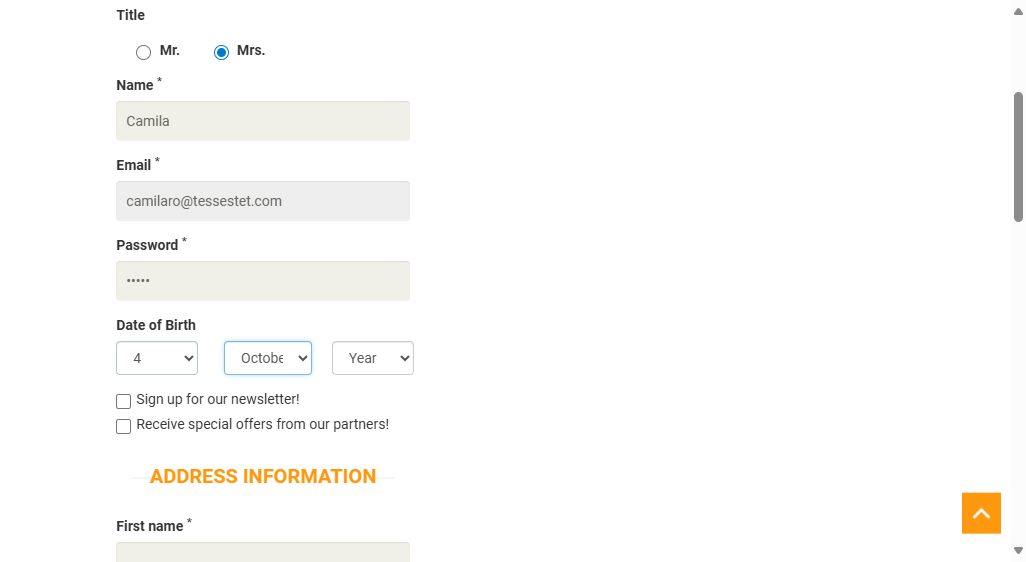 Title
Mr. Mrs.
Name *
Camila
Email *
camilaro@tessestet.com
Password *
•••••
Date of Birth
4 Octobe Year
Sign up for our newsletter!
Receive special offers from our partners!
ADDRESS INFORMATION
First name *